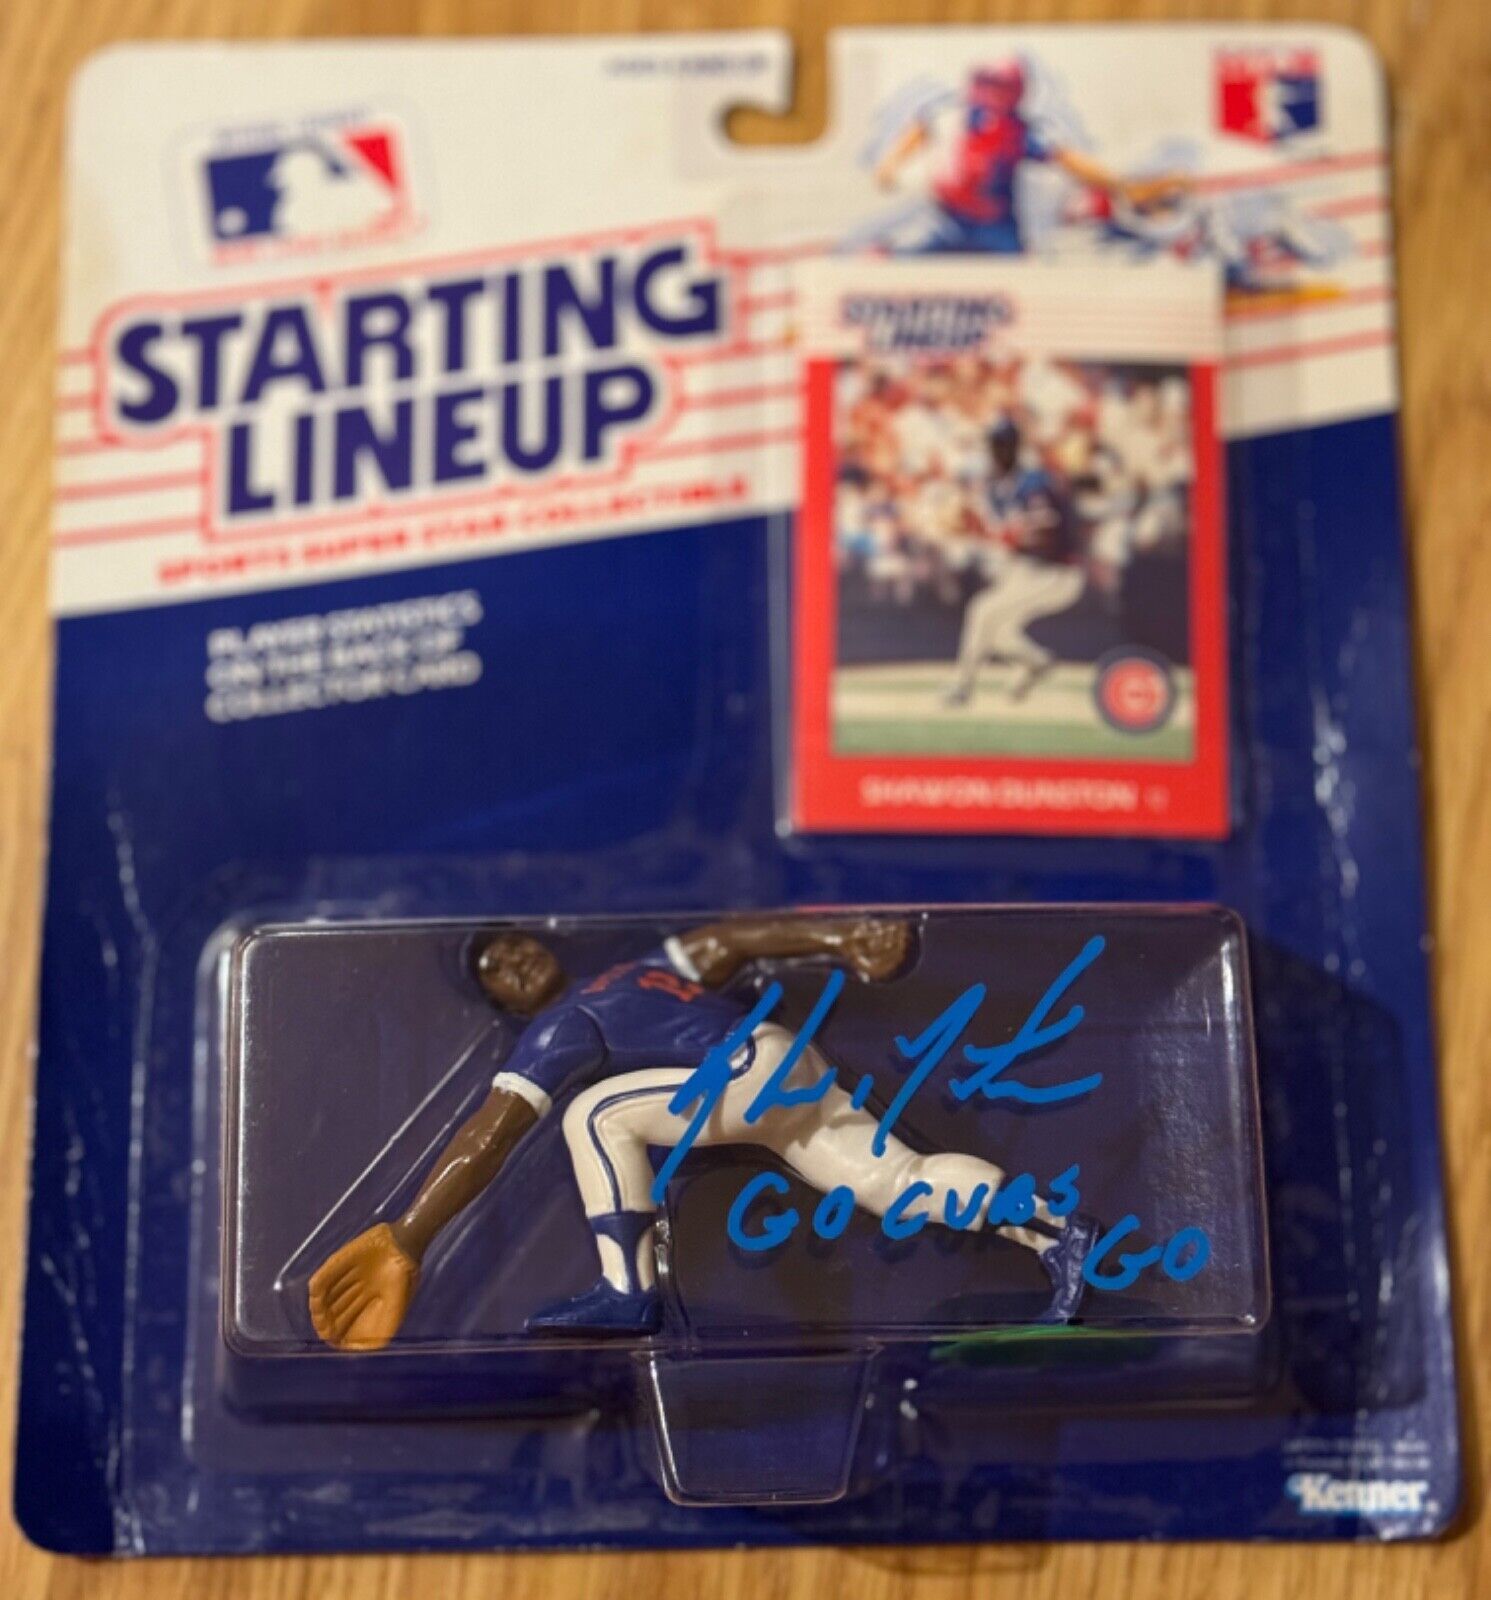 STARTING
LINEUP
SPORTS SUPER STAR COLLECTIBLE
PLAYER STATISTICS
ON THE BACK OF
COLLECTOR CARD
STARTING
LINEUP
SHAWON DUNSTON
GO CUBS GO
Kenner